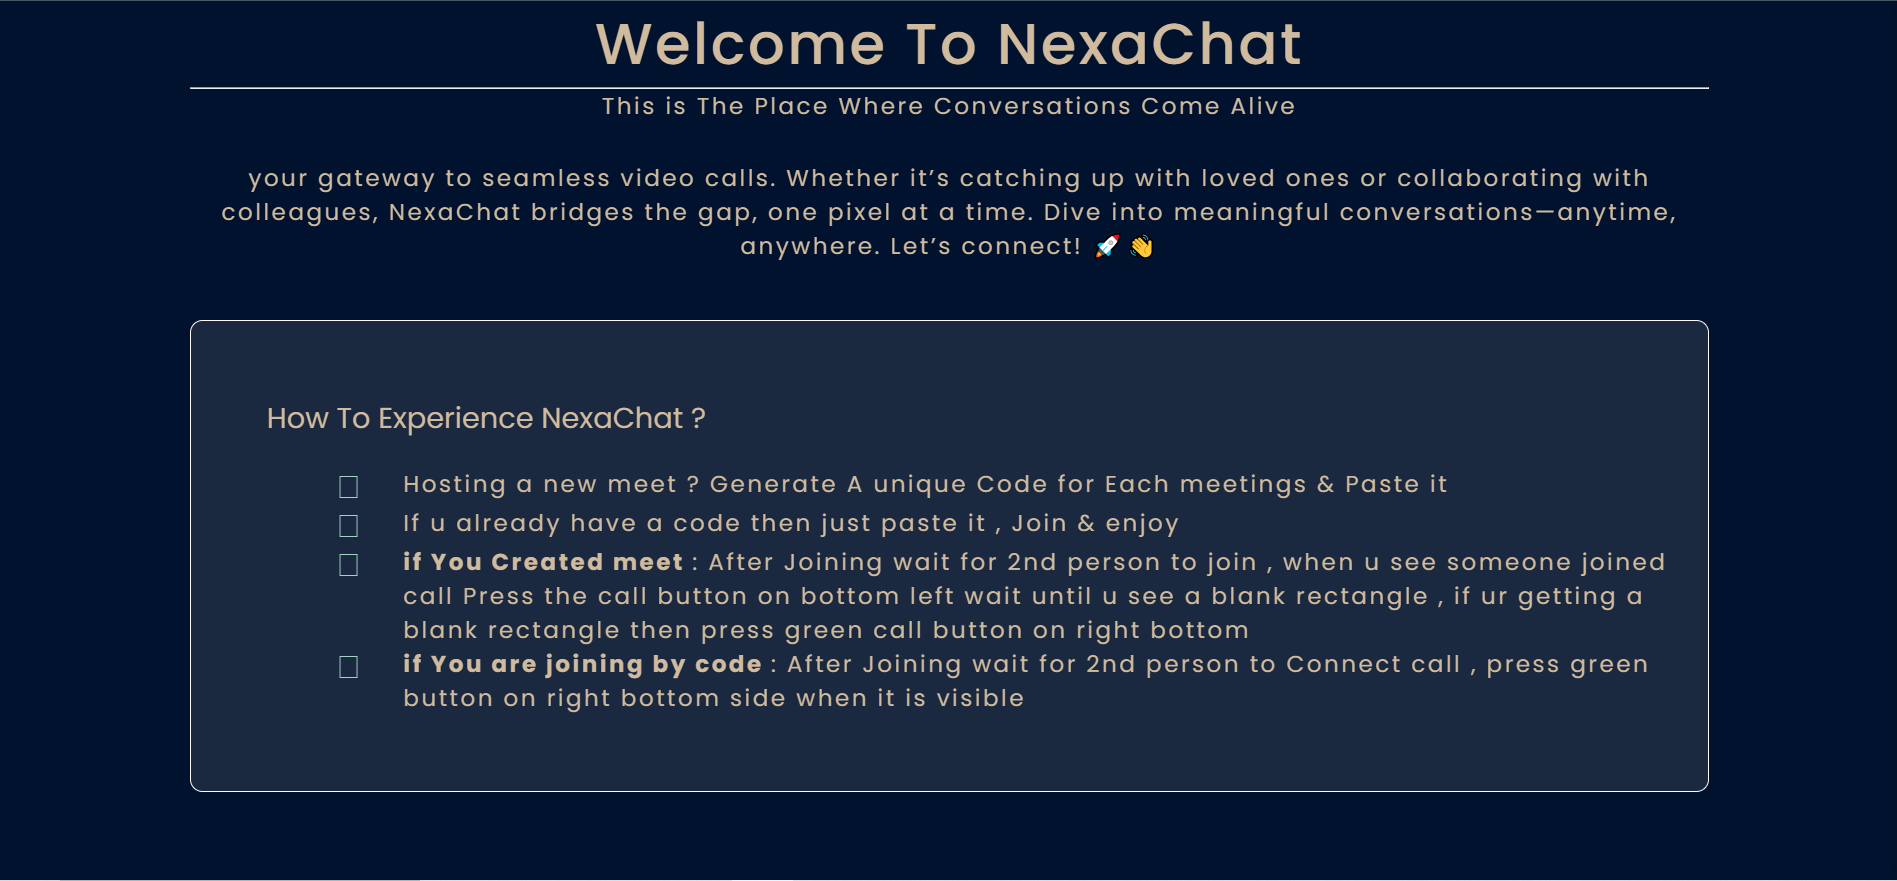 Welcome To NexaChat
This is The Place Where Conversations Come Alive
your gateway to seamless video calls. Whether it’s catching up with loved ones or collaborating with
colleagues, NexaChat bridges the gap, one pixel at a time. Dive into meaningful conversations—anytime,
anywhere. Let’s connect! 🚀 👋
How To Experience NexaChat ?
Hosting a new meet ? Generate A unique Code for Each meetings & Paste it
If u already have a code then just paste it , Join & enjoy
if You Created meet : After Joining wait for 2nd person to join , when u see someone joined
call Press the call button on bottom left wait until u see a blank rectangle , if ur getting a
blank rectangle then press green call button on right bottom
if You are joining by code : After Joining wait for 2nd person to Connect call , press green
button on right bottom side when it is visible